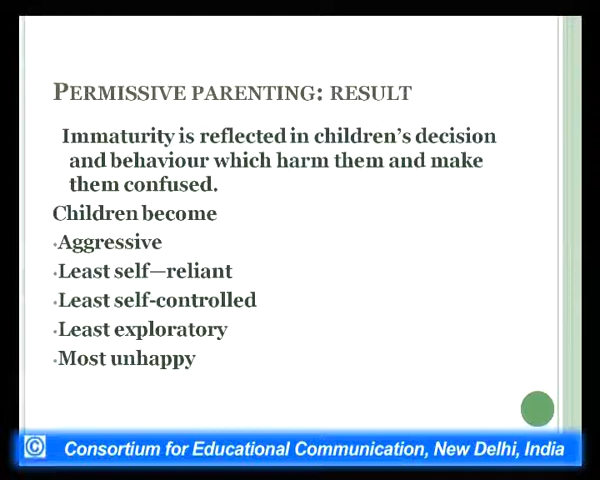 PERMISSIVE PARENTING: RESULT
Immaturity is reflected in children's decision
and behaviour which harm them and make
them confused.
Children become
•Aggressive
•Least self—reliant
•Least self-controlled
•Least exploratory
•Most unhappy
© Consortium for Educational Communication, New Delhi, India